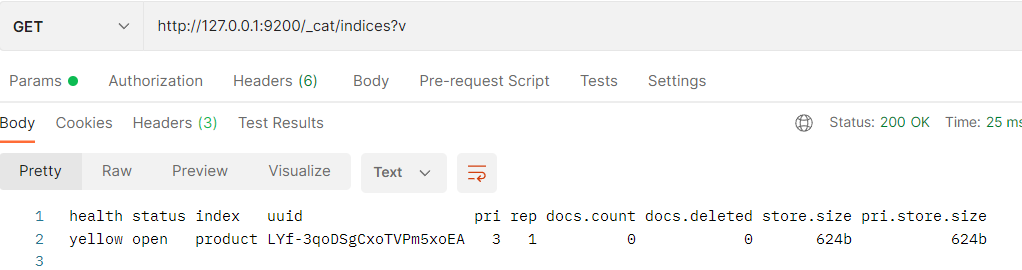 GET http://127.0.0.1:9200/_cat/indices?v
Params Authorization Headers (6) Body Pre-request Script Tests Settings
Body Cookies Headers (3) Test Results Status: 200 OK Time: 25 ms
Pretty Raw Preview Visualize Text
1 health status index uuid pri rep docs.count docs.deleted store.size pri.store.size
2 yellow open product LYf-3qoDSgCxoTVPm5xoEA 3 1 0 0 624b 624b
3